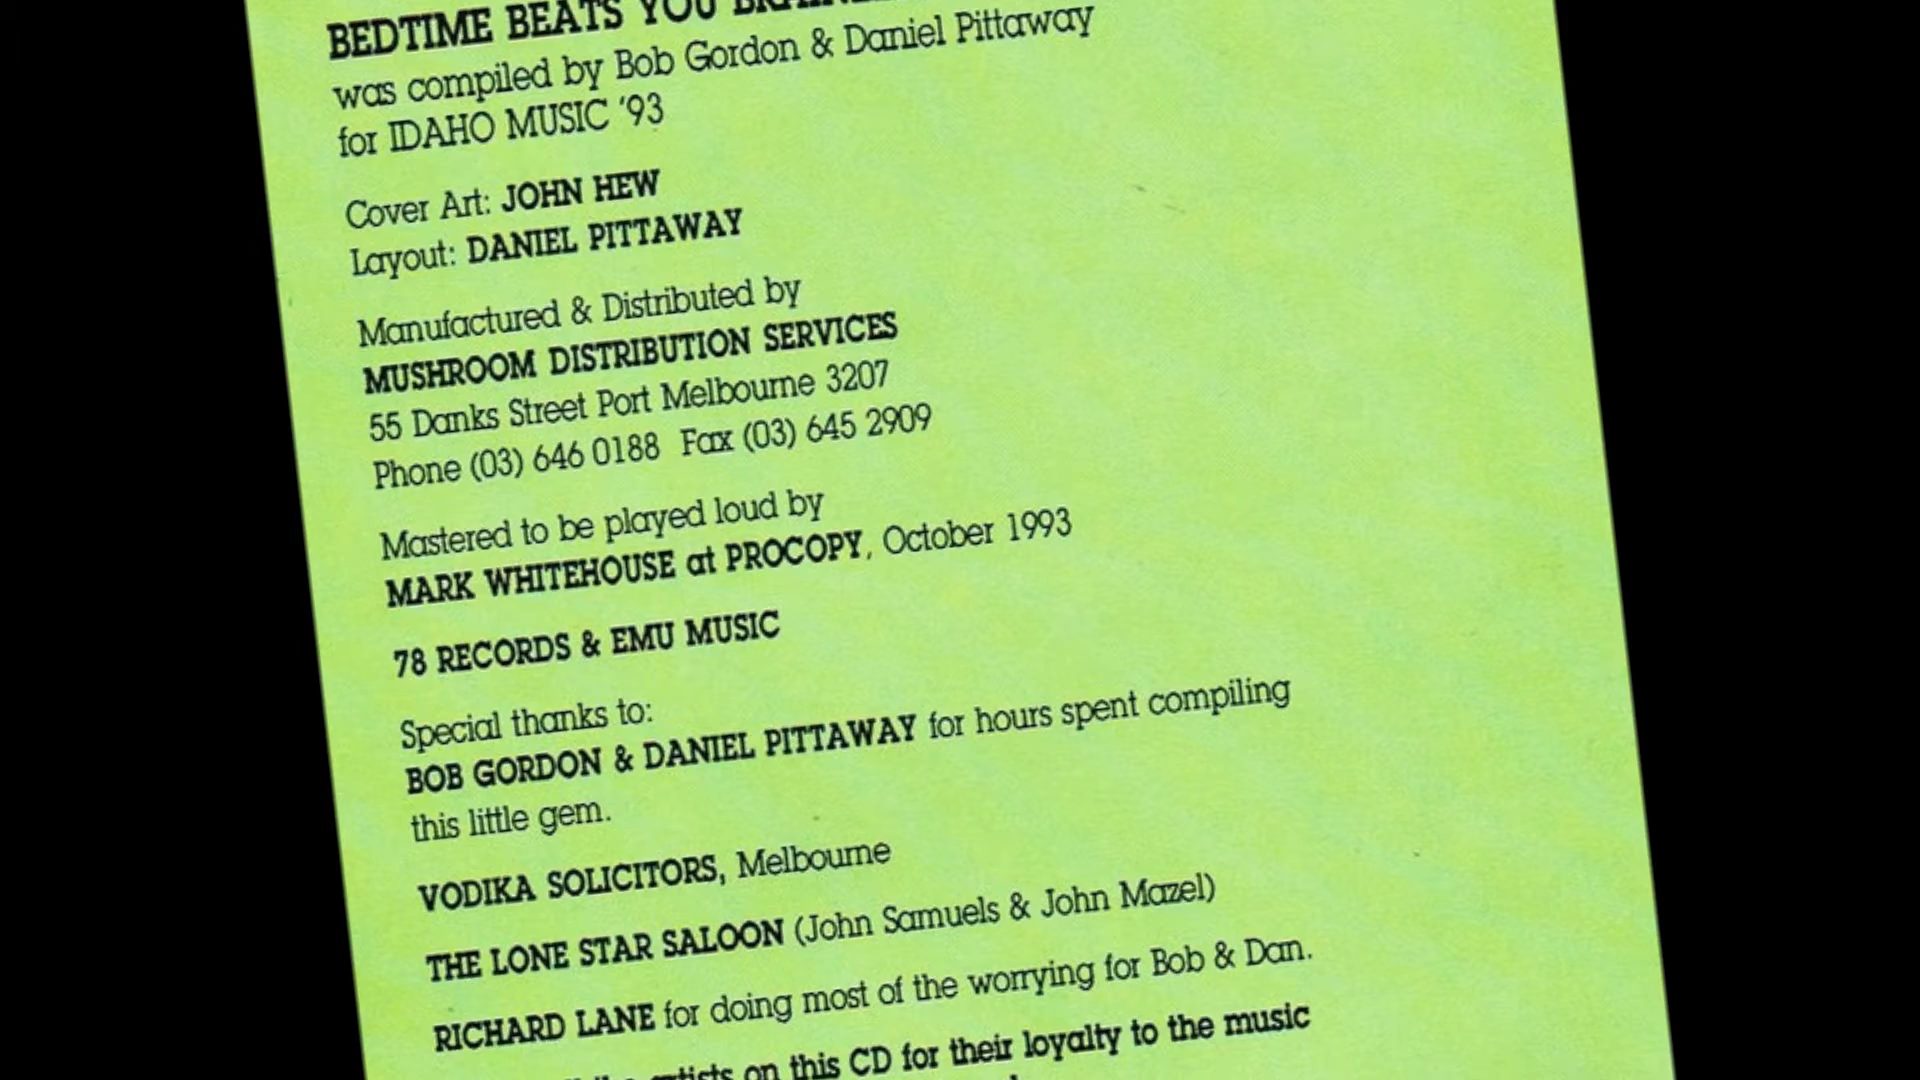 BEDTIME BEATS YOU
was compiled by Bob Gordon & Daniel Pittaway
for IDAHO MUSIC '93
Cover Art: JOHN HEW
Layout: DANIEL PITTAWAY
Manufactured & Distributed by
MUSHROOM DISTRIBUTION SERVICES
55 Danks Street Port Melbourne 3207
Phone (03) 646 0188 Fax (03) 645 2909
Mastered to be played loud by
MARK WHITEHOUSE at PROCOPY, October 1993
78 RECORDS & EMU MUSIC
Special thanks to:
BOB GORDON & DANIEL PITTAWAY for hours spent compiling
this little gem.
VODIKA SOLICITORS, Melbourne
THE LONE STAR SALOON (John Samuels & John Mazel)
RICHARD LANE for doing most of the worrying for Bob & Dan.
artists on this CD for their loyalty to the music